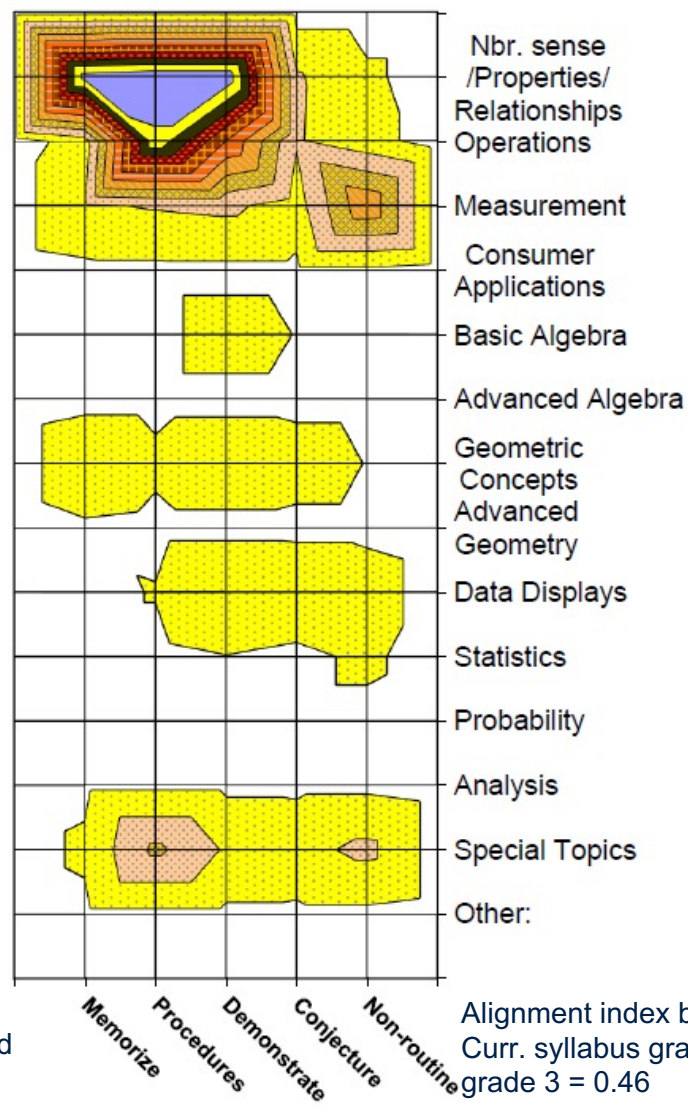 Nbr. sense
/Properties/
Relationships
Operations
Measurement
Consumer
Applications
Basic Algebra
Advanced Algebra
Geometric
Concepts
Advanced
Geometry
Data Displays
Statistics
Probability
Analysis
Special Topics
Other:
Memorize
Procedures
Demonstrate
Conjecture
Non-routine
d
Alignment index b
Curr. syllabus gra
grade 3 = 0.46